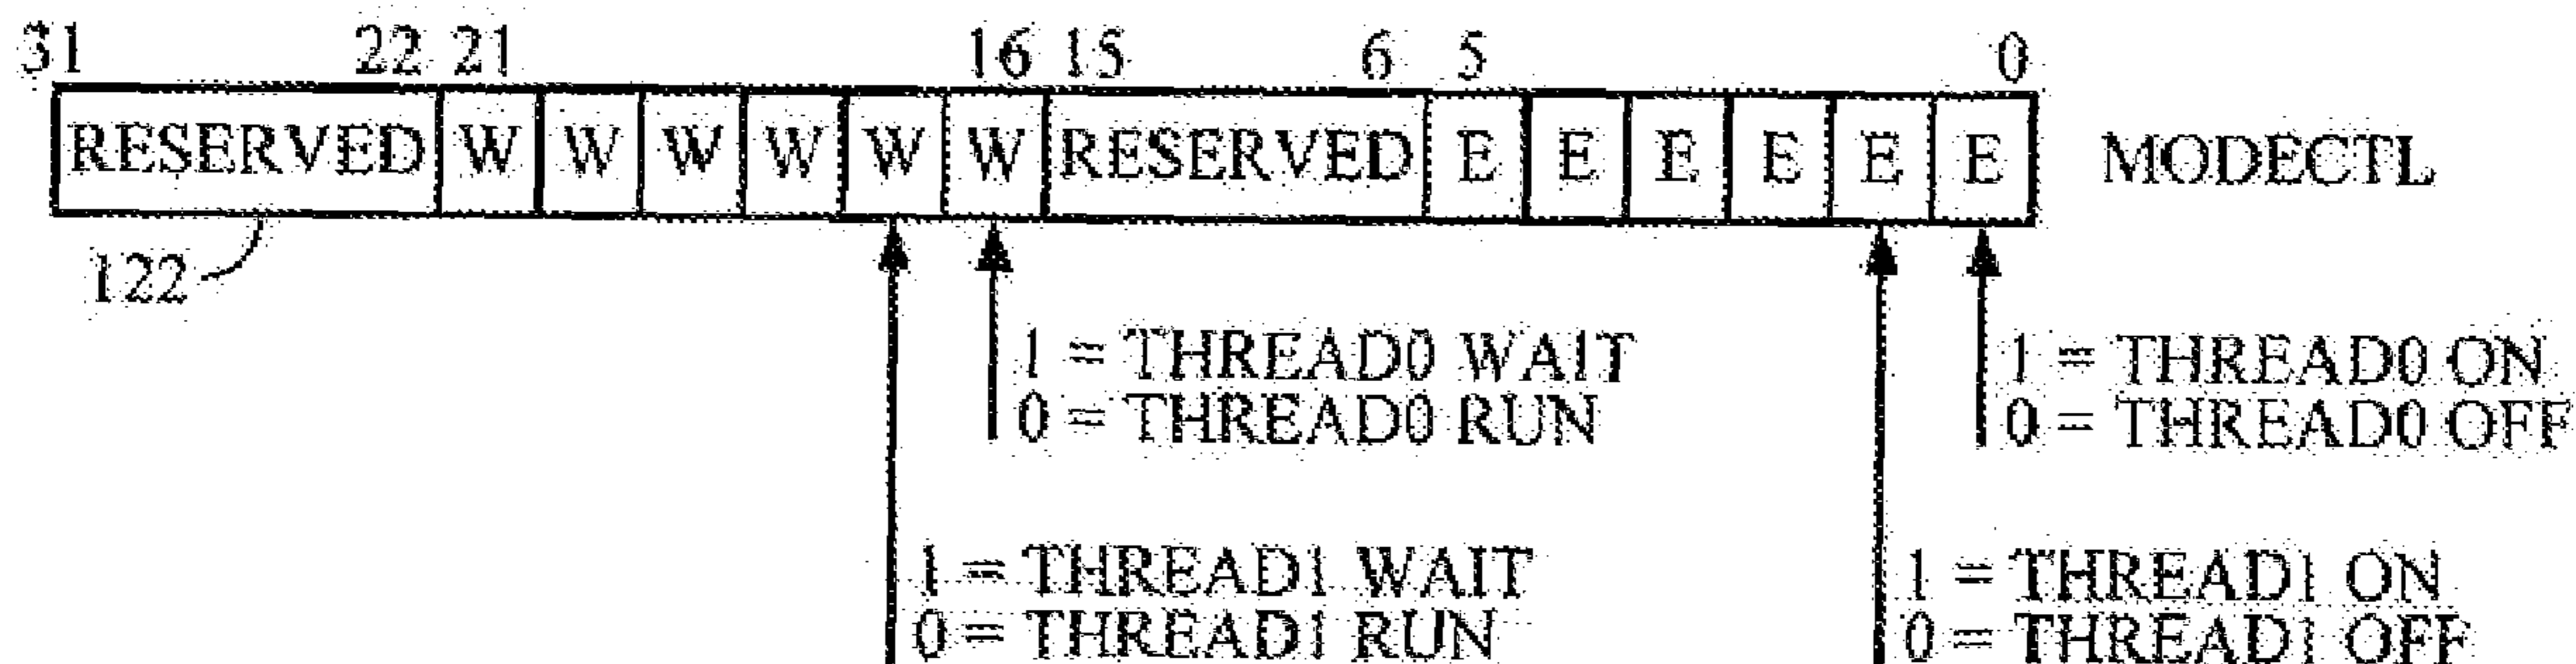 31 22 21 16 15 6 5 0
RESERVED W W W W W W RESERVED E E E E E E MODECTL
122
1 = THREAD0 WAIT
0 = THREAD0 RUN
1 = THREAD0 ON
0 = THREAD0 OFF
1 = THREAD1 WAIT
0 = THREAD1 RUN
1 = THREAD1 ON
0 = THREAD1 OFF